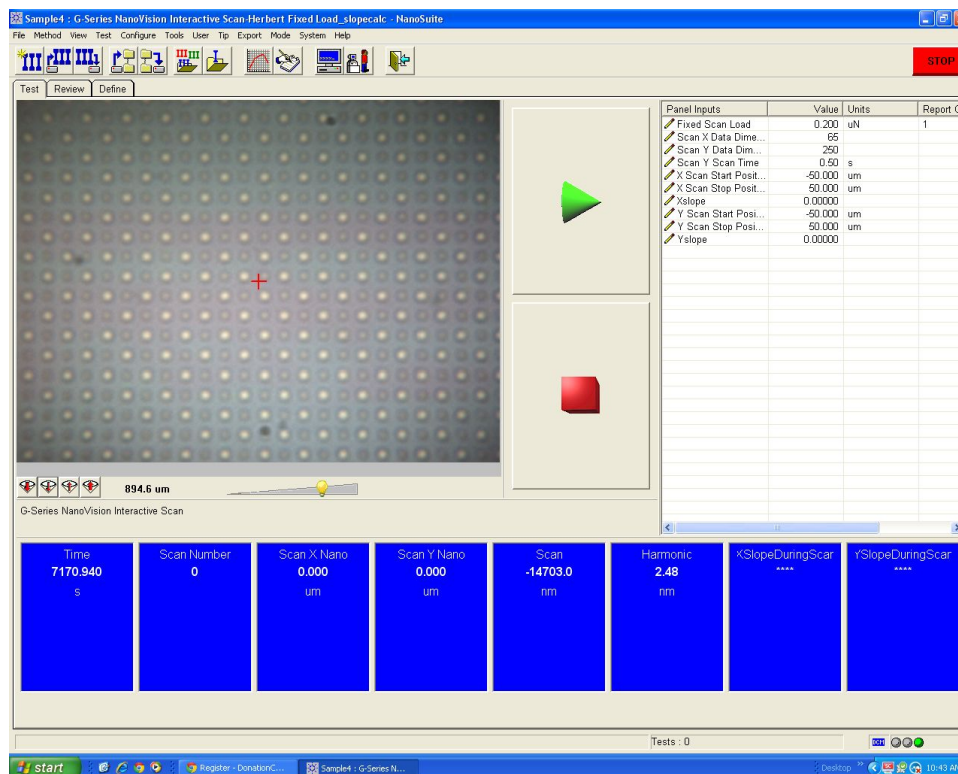 Sample4 : G-Series NanoVision Interactive Scan-Herbert Fixed Load_slopecalc - NanoSuite
File Method View Test Configure Tools User Tip Export Mode System Help
STOP
Test Review Define
Panel Inputs Value Units Report C
Fixed Scan Load 0.200 uN 1
Scan X Data Dime... 65
Scan Y Data Dim... 250
Scan Y Scan Time 0.50 s
X Scan Start Posit... -50.000 um
X Scan Stop Posit... 50.000 um
Xslope 0.00000
Y Scan Start Posi... -50.000 um
Y Scan Stop Posi... 50.000 um
Yslope 0.00000
894.6 um
G-Series NanoVision Interactive Scan
Time Scan Number Scan X Nano Scan Y Nano Scan Harmonic XSlopeDuringScar YSlopeDuringScar
7170.940 0 0.000 0.000 -14703.0 2.48 **** ****
s um um nm nm
Tests : 0 DCM
start Register - DonationC... Sample4 : G-Series N... Desktop » 10:43 AM